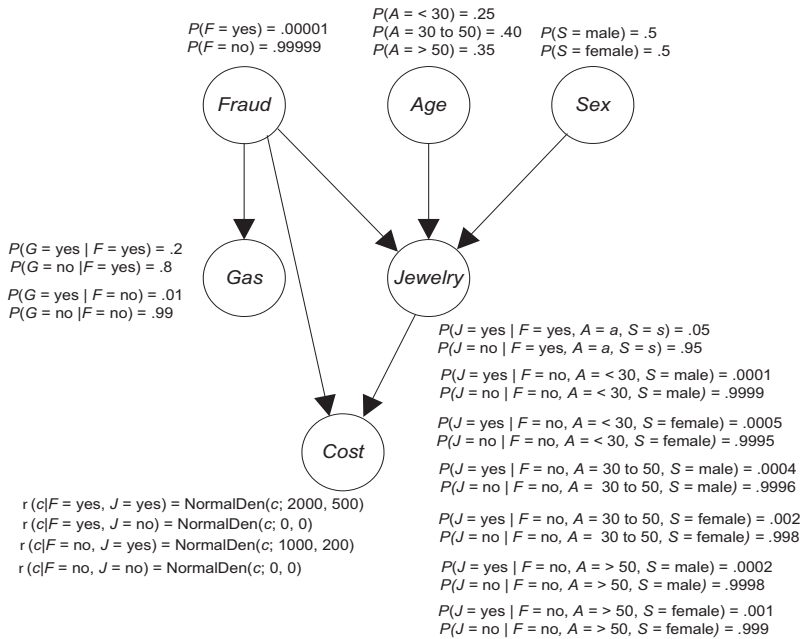 P(F = yes) = .00001
P(F = no) = .99999
P(A = < 30) = .25
P(A = 30 to 50) = .40
P(A = > 50) = .35
P(S = male) = .5
P(S = female) = .5
Fraud
Age
Sex
P(G = yes | F = yes) = .2
P(G = no |F = yes) = .8
P(G = yes | F = no) = .01
P(G = no |F = no) = .99
Gas
Jewelry
P(J = yes | F = yes, A = a, S = s) = .05
P(J = no | F = yes, A = a, S = s) = .95
P(J = yes | F = no, A = < 30, S = male) = .0001
P(J = no | F = no, A = < 30, S = male) = .9999
P(J = yes | F = no, A = < 30, S = female) = .0005
P(J = no | F = no, A = < 30, S = female) = .9995
P(J = yes | F = no, A = 30 to 50, S = male) = .0004
P(J = no | F = no, A = 30 to 50, S = male) = .9996
P(J = yes | F = no, A = 30 to 50, S = female) = .002
P(J = no | F = no, A = 30 to 50, S = female) = .998
P(J = yes | F = no, A = > 50, S = male) = .0002
P(J = no | F = no, A = > 50, S = male) = .9998
P(J = yes | F = no, A = > 50, S = female) = .001
P(J = no | F = no, A = > 50, S = female) = .999
Cost
r (c|F = yes, J = yes) = NormalDen(c; 2000, 500)
r (c|F = yes, J = no) = NormalDen(c; 0, 0)
r (c|F = no, J = yes) = NormalDen(c; 1000, 200)
r (c|F = no, J = no) = NormalDen(c; 0, 0)